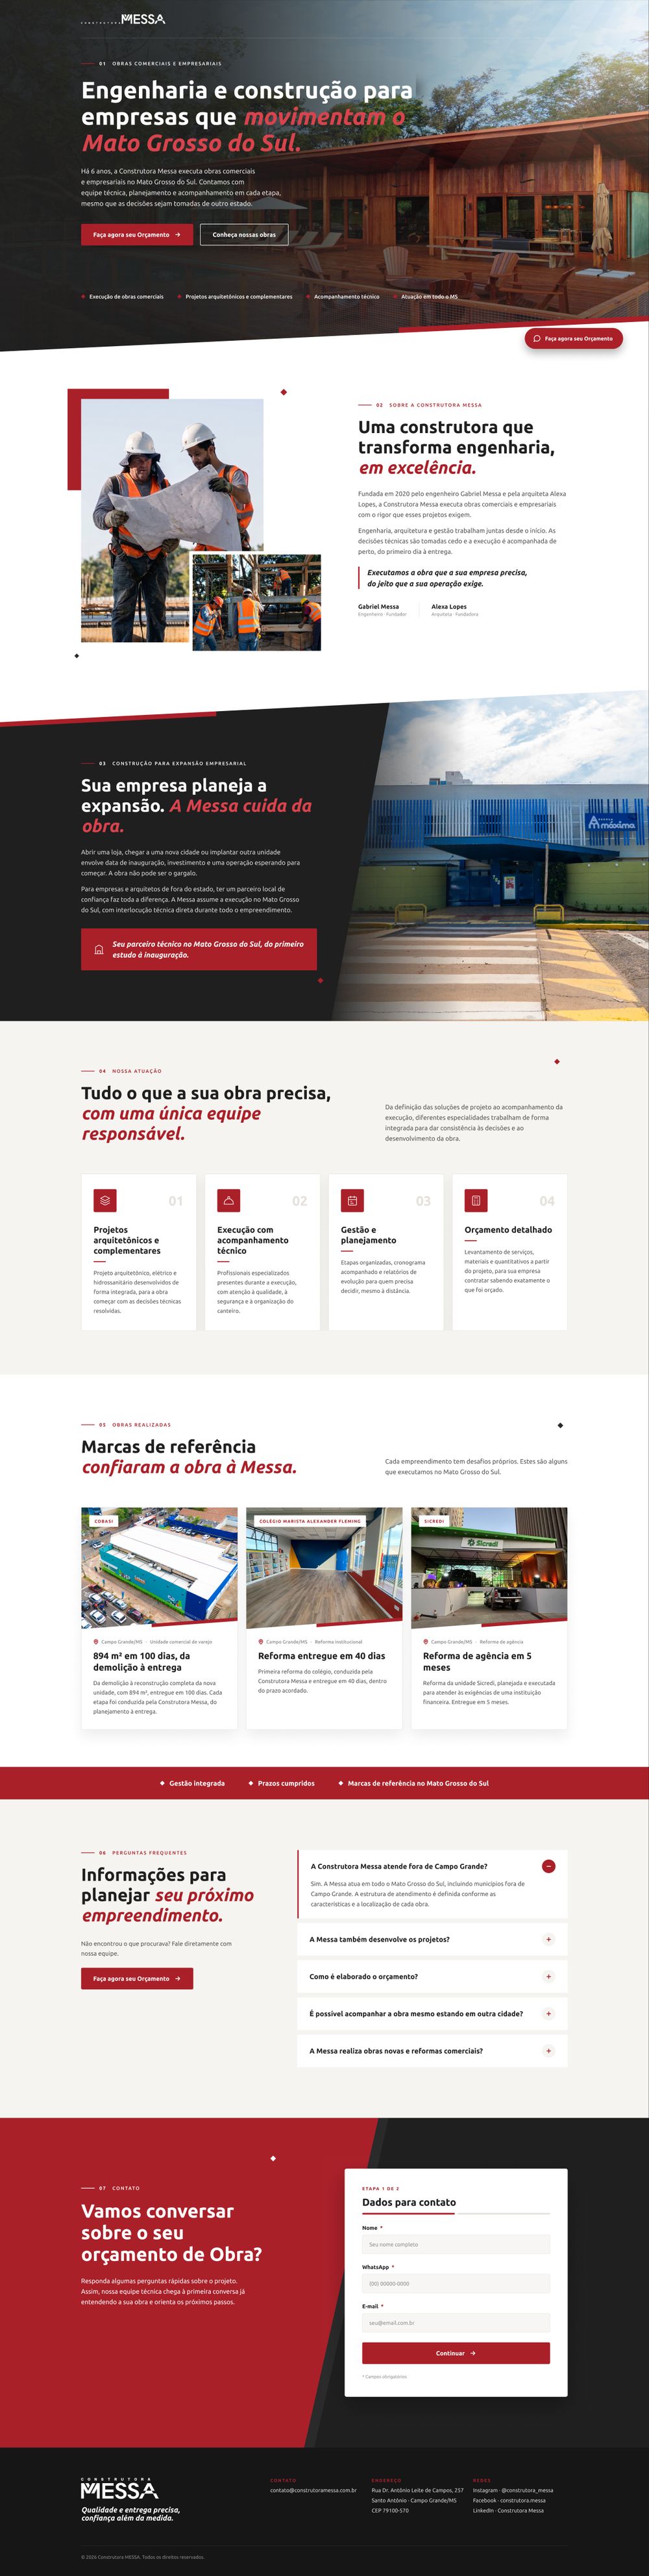 CONSTRUTORA MESSA
01 OBRAS COMERCIAIS E EMPRESARIAIS
Engenharia e construção para
empresas que movimentam o
Mato Grosso do Sul.
Há 6 anos, a Construtora Messa executa obras comerciais
e empresariais no Mato Grosso do Sul. Contamos com
equipe técnica, planejamento e acompanhamento em cada etapa,
mesmo que as decisões sejam tomadas de outro estado.
Faça agora seu Orçamento →
Conheça nossas obras
Execução de obras comerciais
Projetos arquitetônicos e complementares
Acompanhamento técnico
Atuação em todo o MS
Faça agora seu Orçamento
02 SOBRE A CONSTRUTORA MESSA
Uma construtora que
transforma engenharia,
em excelência.
Fundada em 2020 pelo engenheiro Gabriel Messa e pela arquiteta Alexa
Lopes, a Construtora Messa executa obras comerciais e empresariais
com o rigor que esses projetos exigem.
Engenharia, arquitetura e gestão trabalham juntas desde o início. As
decisões técnicas são tomadas cedo e a execução é acompanhada de
perto, do primeiro dia à entrega.
Executamos a obra que a sua empresa precisa,
do jeito que a sua operação exige.
Gabriel Messa
Engenheiro · Fundador
Alexa Lopes
Arquiteta · Fundadora
03 CONSTRUÇÃO PARA EXPANSÃO EMPRESARIAL
Sua empresa planeja a
expansão. A Messa cuida da
obra.
Abrir uma loja, chegar a uma nova cidade ou implantar outra unidade
envolve data de inauguração, investimento e uma operação esperando para
começar. A obra não pode ser o gargalo.
Para empresas e arquitetos de fora do estado, ter um parceiro local de
confiança faz toda a diferença. A Messa assume a execução no Mato Grosso
do Sul, com interlocução técnica direta durante todo o empreendimento.
Seu parceiro técnico no Mato Grosso do Sul, do primeiro
estudo à inauguração.
máxima
04 NOSSA ATUAÇÃO
Tudo o que a sua obra precisa,
com uma única equipe
responsável.
Da definição das soluções de projeto ao acompanhamento da
execução, diferentes especialidades trabalham de forma
integrada para dar consistência às decisões e ao
desenvolvimento da obra.
01
Projetos
arquitetônicos e
complementares
Projeto arquitetônico, elétrico e
hidrossanitário desenvolvidos de
forma integrada, para a obra
começar com as decisões técnicas
resolvidas.
02
Execução com
acompanhamento
técnico
Profissionais especializados
presentes durante a execução,
com atenção à qualidade, à
segurança e à organização do
canteiro.
03
Gestão e
planejamento
Etapas organizadas, cronograma
acompanhado e relatórios de
evolução para quem precisa
decidir, mesmo à distância.
04
Orçamento detalhado
Levantamento de serviços,
materiais e quantitativos a partir
do projeto, para sua empresa
contratar sabendo exatamente o
que foi orçado.
05 OBRAS REALIZADAS
Marcas de referência
confiaram a obra à Messa.
Cada empreendimento tem desafios próprios. Estes são alguns
que executamos no Mato Grosso do Sul.
COBASI
Campo Grande/MS · Unidade comercial de varejo
894 m² em 100 dias, da
demolição à entrega
Da demolição à reconstrução completa da nova
unidade, com 894 m², entregue em 100 dias. Cada
etapa foi conduzida pela Construtora Messa, do
planejamento à entrega.
COLÉGIO MARISTA ALEXANDER FLEMING
Campo Grande/MS · Reforma institucional
Reforma entregue em 40 dias
Primeira reforma do colégio, conduzida pela
Construtora Messa e entregue em 40 dias, dentro
do prazo acordado.
SICREDI
Sicredi
Campo Grande/MS · Reforma de agência
Reforma de agência em 5
meses
Reforma da unidade Sicredi, planejada e executada
para atender às exigências de uma instituição
financeira. Entregue em 5 meses.
Gestão integrada
Prazos cumpridos
Marcas de referência no Mato Grosso do Sul
06 PERGUNTAS FREQUENTES
Informações para
planejar seu próximo
empreendimento.
Não encontrou o que procurava? Fale diretamente com
nossa equipe.
Faça agora seu Orçamento →
A Construtora Messa atende fora de Campo Grande?
Sim. A Messa atua em todo o Mato Grosso do Sul, incluindo municípios fora de
Campo Grande. A estrutura de atendimento é definida conforme as
características e a localização de cada obra.
A Messa também desenvolve os projetos?
Como é elaborado o orçamento?
É possível acompanhar a obra mesmo estando em outra cidade?
A Messa realiza obras novas e reformas comerciais?
07 CONTATO
Vamos conversar
sobre o seu
orçamento de Obra?
Responda algumas perguntas rápidas sobre o projeto.
Assim, nossa equipe técnica chega à primeira conversa já
entendendo a sua obra e orienta os próximos passos.
ETAPA 1 DE 2
Dados para contato
Nome *
Seu nome completo
WhatsApp *
(00) 00000-0000
E-mail *
seu@email.com.br
Continuar →
* Campos obrigatórios
CONSTRUTORA
MESSA
Qualidade e entrega precisa,
confiança além da medida.
CONTATO
contato@construtoramessa.com.br
ENDEREÇO
Rua Dr. Antônio Leite de Campos, 257
Santo Antônio · Campo Grande/MS
CEP 79100-570
REDES
Instagram · @construtora_messa
Facebook · construtora.messa
LinkedIn · Construtora Messa
© 2026 Construtora MESSA. Todos os direitos reservados.